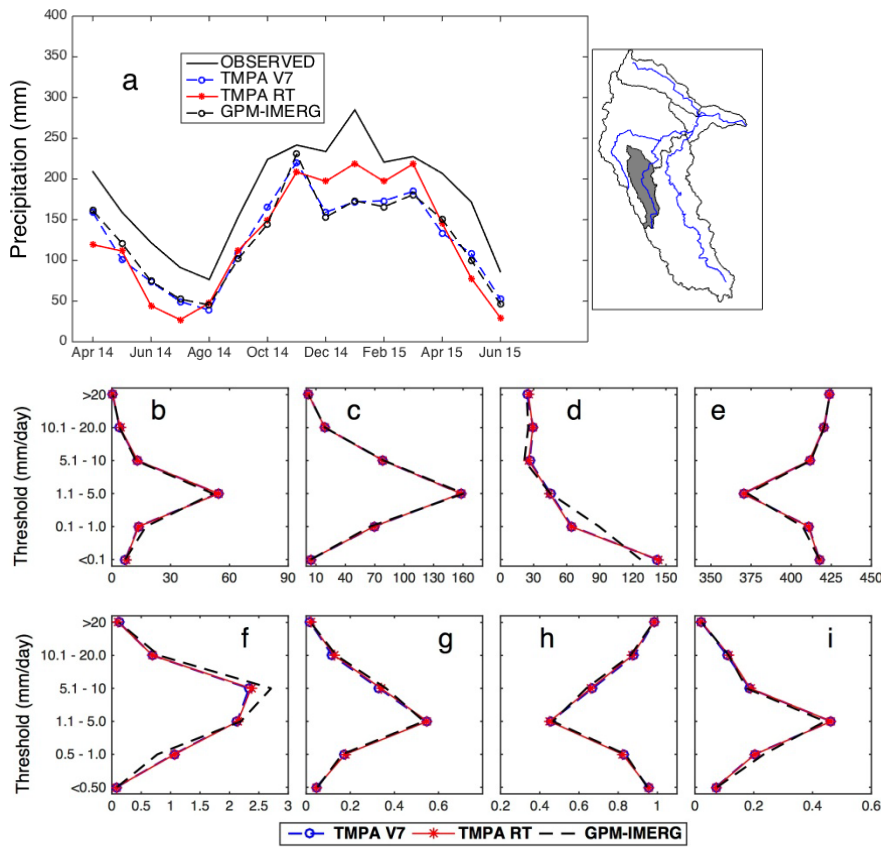 400
350
300
250
200
150
100
50
0
Precipitation (mm)
a
OBSERVED
TMPA V7
TMPA RT
GPM-IMERG
Apr 14 Jun 14 Ago 14 Oct 14 Dec 14 Feb 15 Apr 15 Jun 15
Threshold (mm/day)
>20
10.1 - 20.0
5.1 - 10
1.1 - 5.0
0.1 - 1.0
<0.1
b c d e
0 30 60 90
10 40 70 100 130 160
0 30 60 90 120 150
350 400 450
Threshold (mm/day)
>20
10.1 - 20.0
5.1 - 10
1.1 - 5.0
0.5 - 1.0
<0.50
f g h i
0 0.5 1 1.5 2 2.5 3
0 0.2 0.4 0.6
0.4 0.6 0.8 1
0 0.2 0.4 0.6
TMPA V7 TMPA RT GPM-IMERG